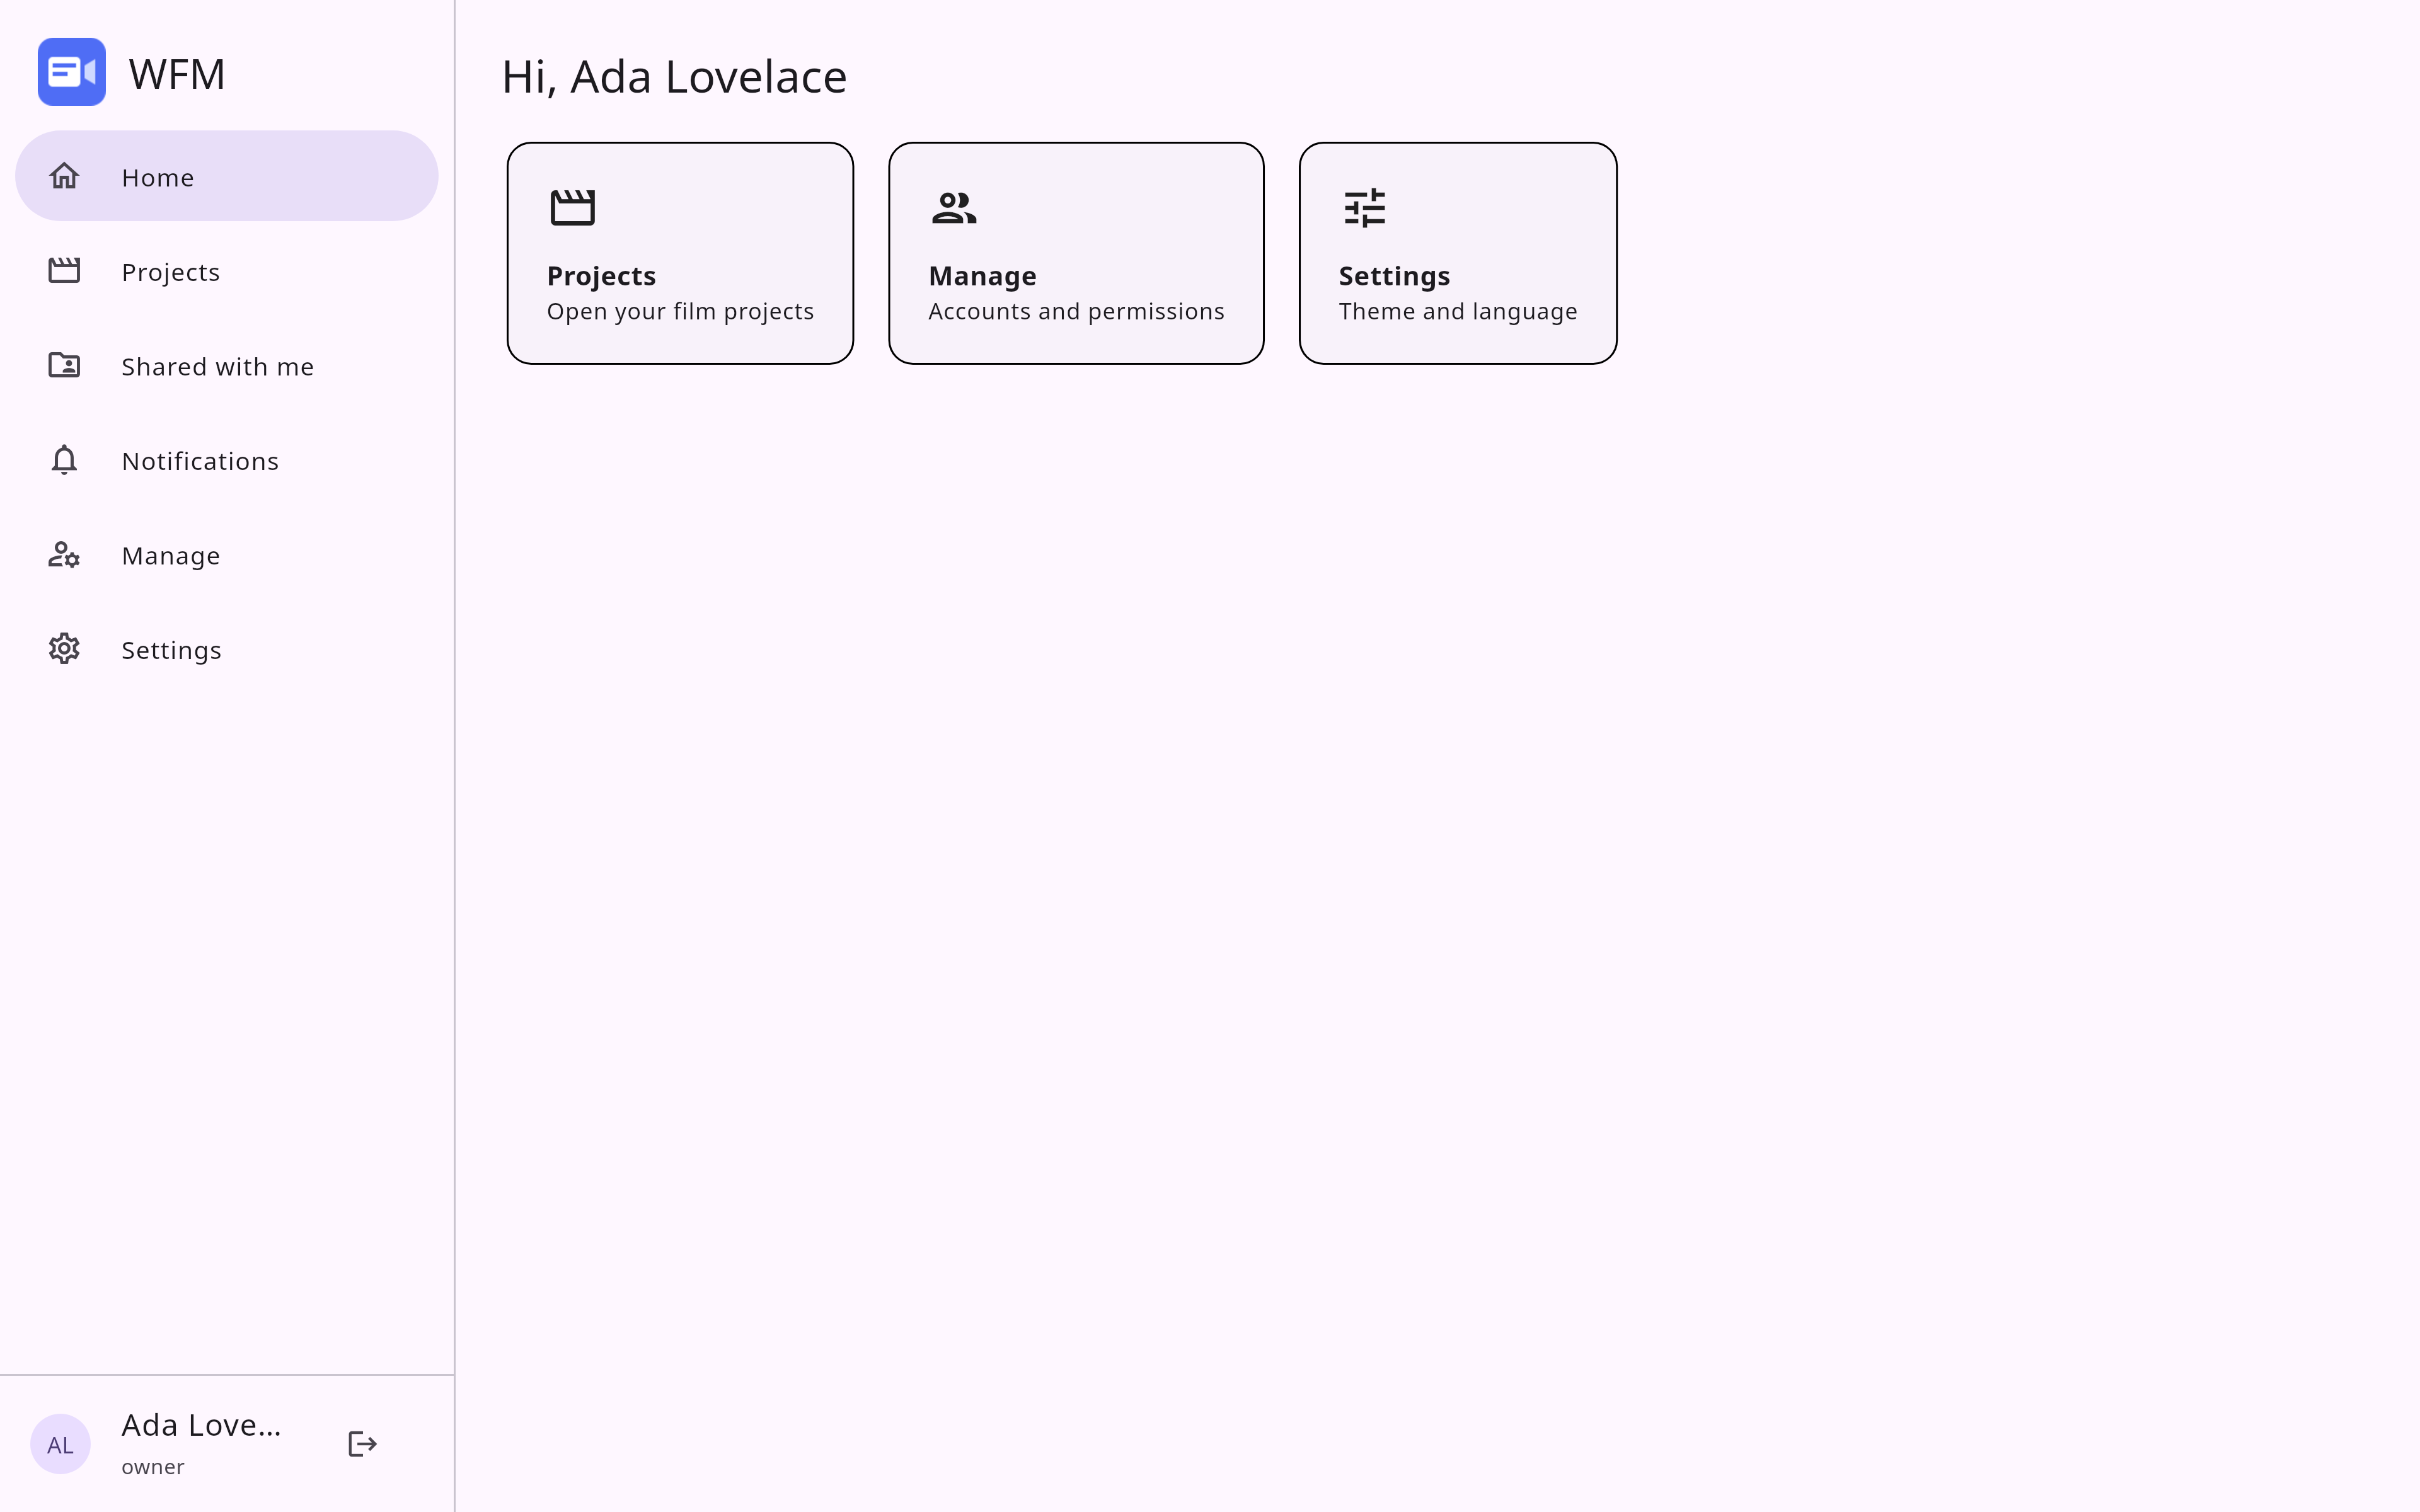 WFM
Home
Projects
Shared with me
Notifications
Manage
Settings
AL
Ada Love...
owner
Hi, Ada Lovelace
Projects
Open your film projects
Manage
Accounts and permissions
Settings
Theme and language